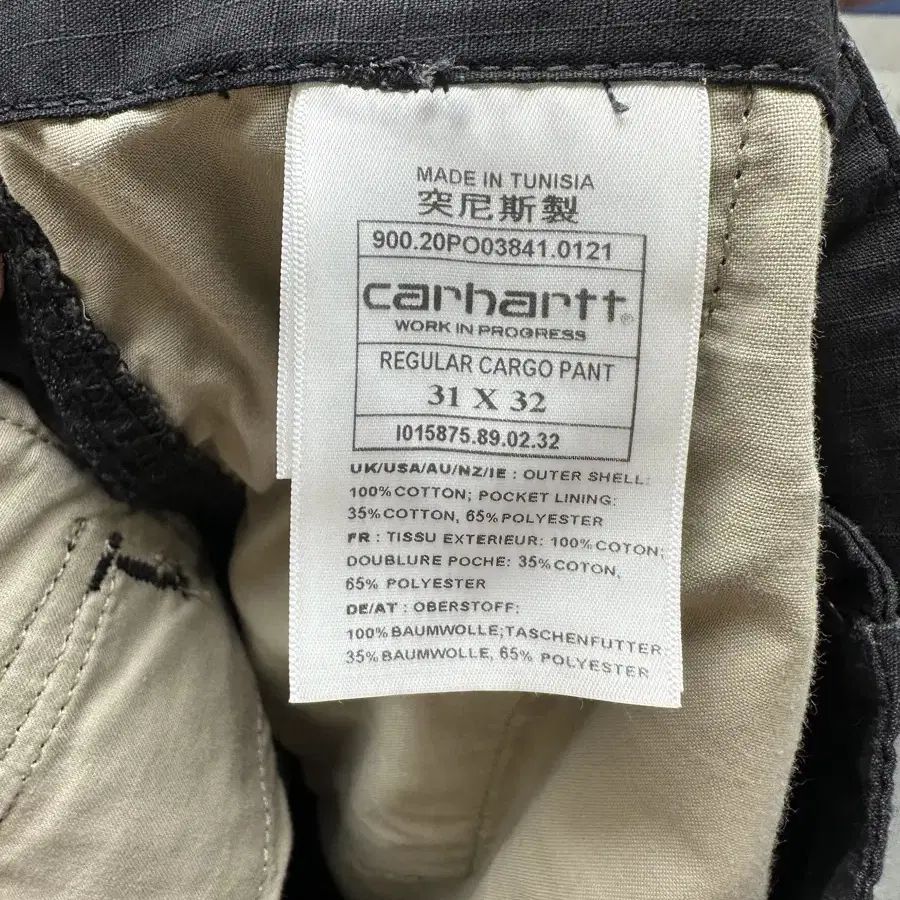 MADE IN TUNISIA
突尼斯製
900.20PO03841.0121
carhartt®
WORK IN PROGRESS
REGULAR CARGO PANT
31 X 32
I015875.89.02.32
UK/USA/AU/NZ/IE : OUTER SHELL:
100%COTTON; POCKET LINING:
35%COTTON, 65%POLYESTER
FR : TISSU EXTERIEUR: 100%COTON;
DOUBLURE POCHE: 35%COTON,
65% POLYESTER
DE/AT : OBERSTOFF:
100%BAUMWOLLE;TASCHENFUTTER:
35%BAUMWOLLE, 65% POLYESTER